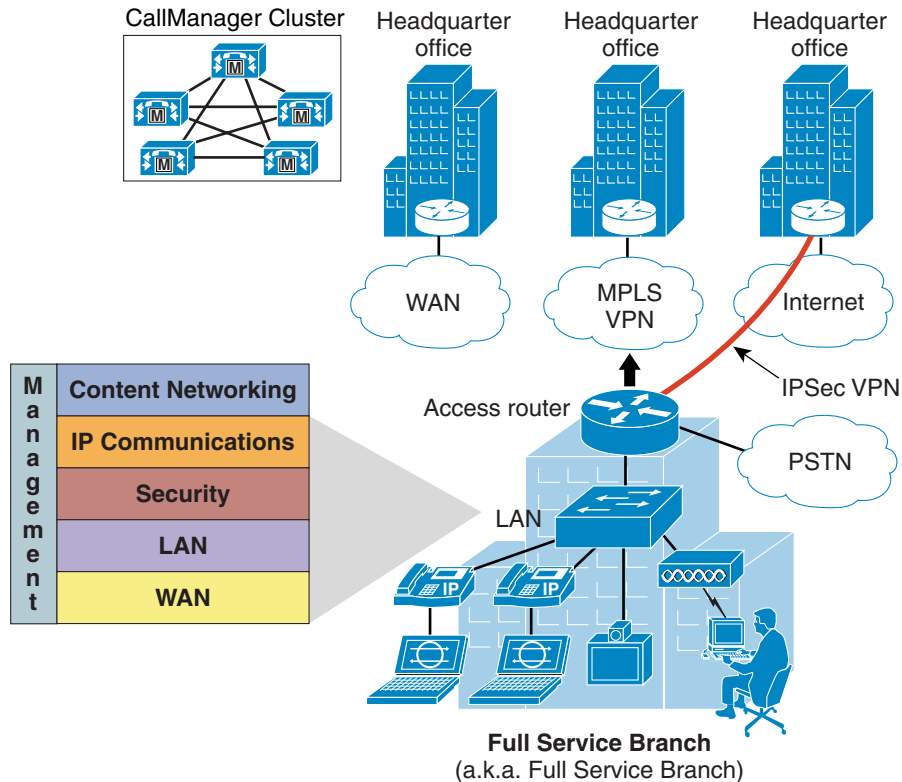 CallManager Cluster
M
M
M
M
M
Headquarter
office
Headquarter
office
Headquarter
office
WAN
MPLS
VPN
Internet
IPSec VPN
Access router
PSTN
LAN
IP
IP
Management
Content Networking
IP Communications
Security
LAN
WAN
Full Service Branch
(a.k.a. Full Service Branch)